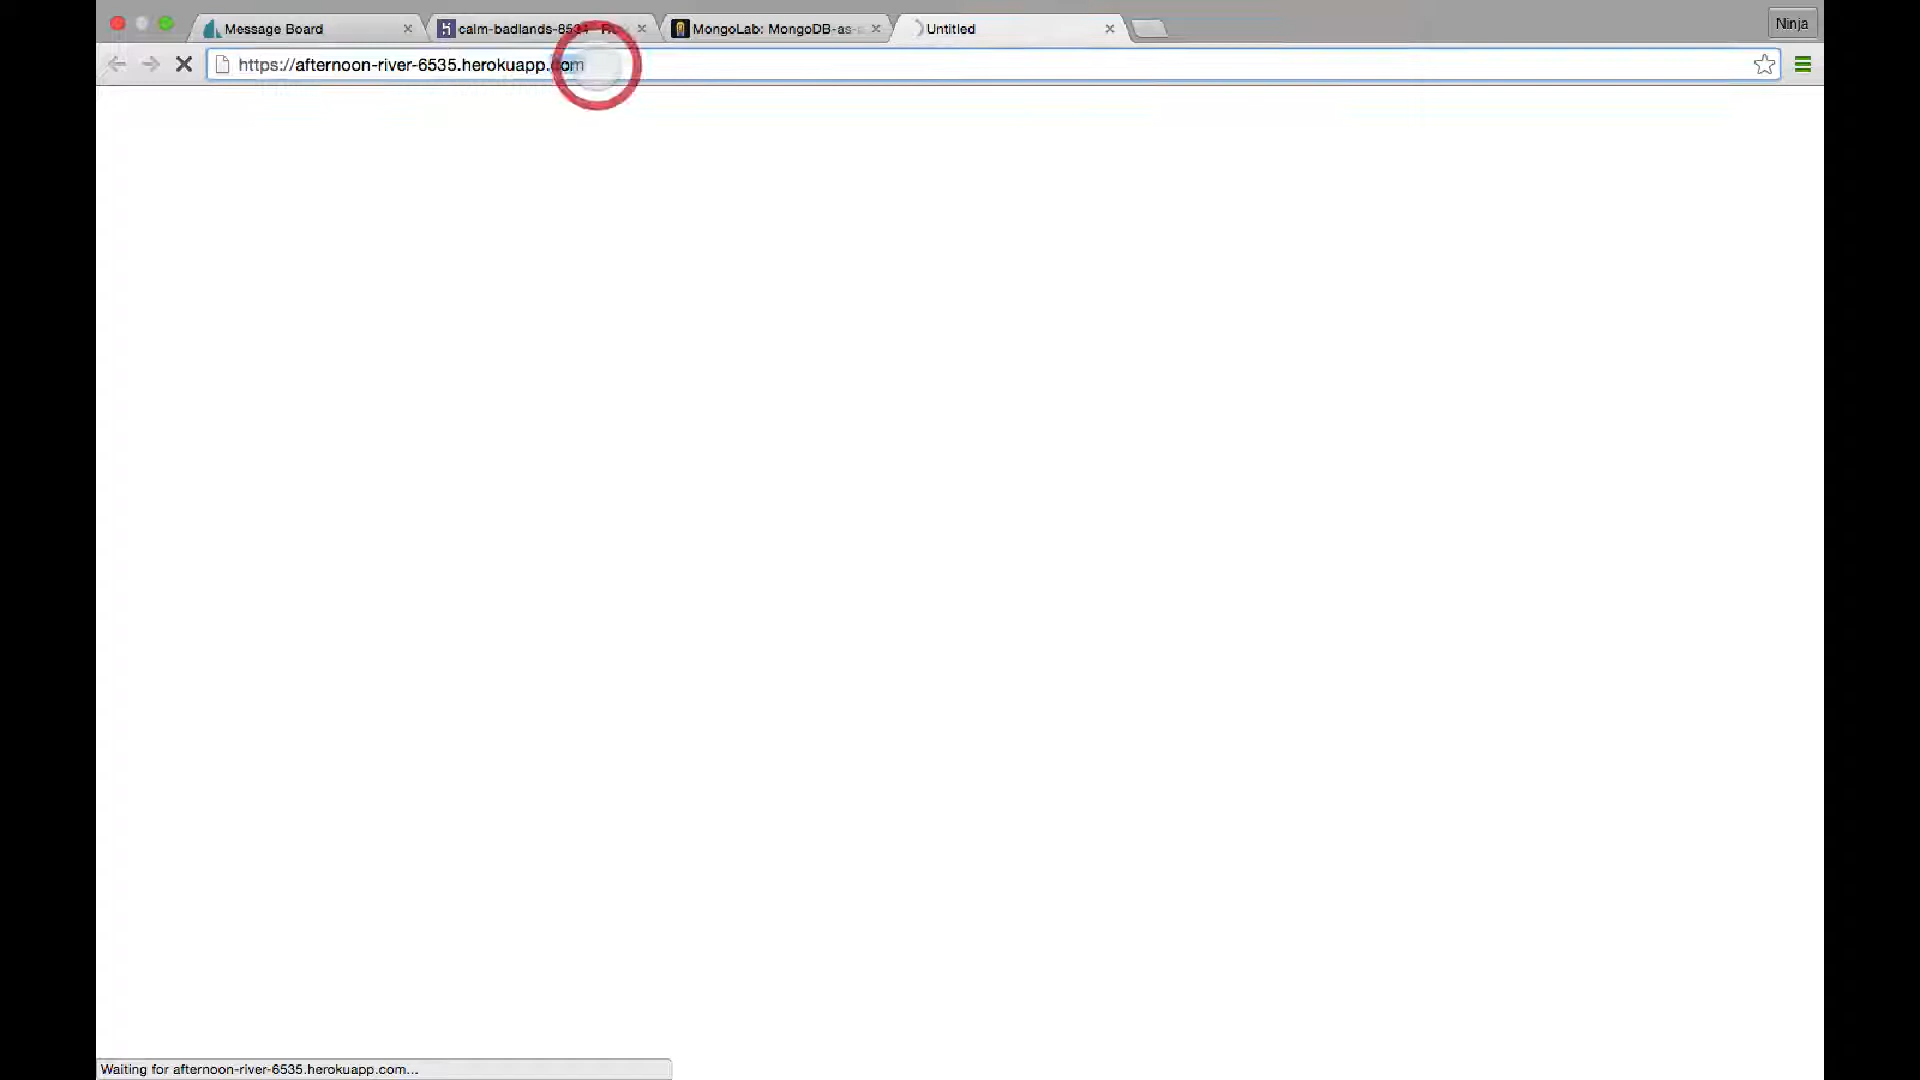 Message Board
calm-badlands-8534
MongoLab: MongoDB-as-
Untitled
Ninja
https://afternoon-river-6535.herokuapp.com
Waiting for afternoon-river-6535.herokuapp.com...